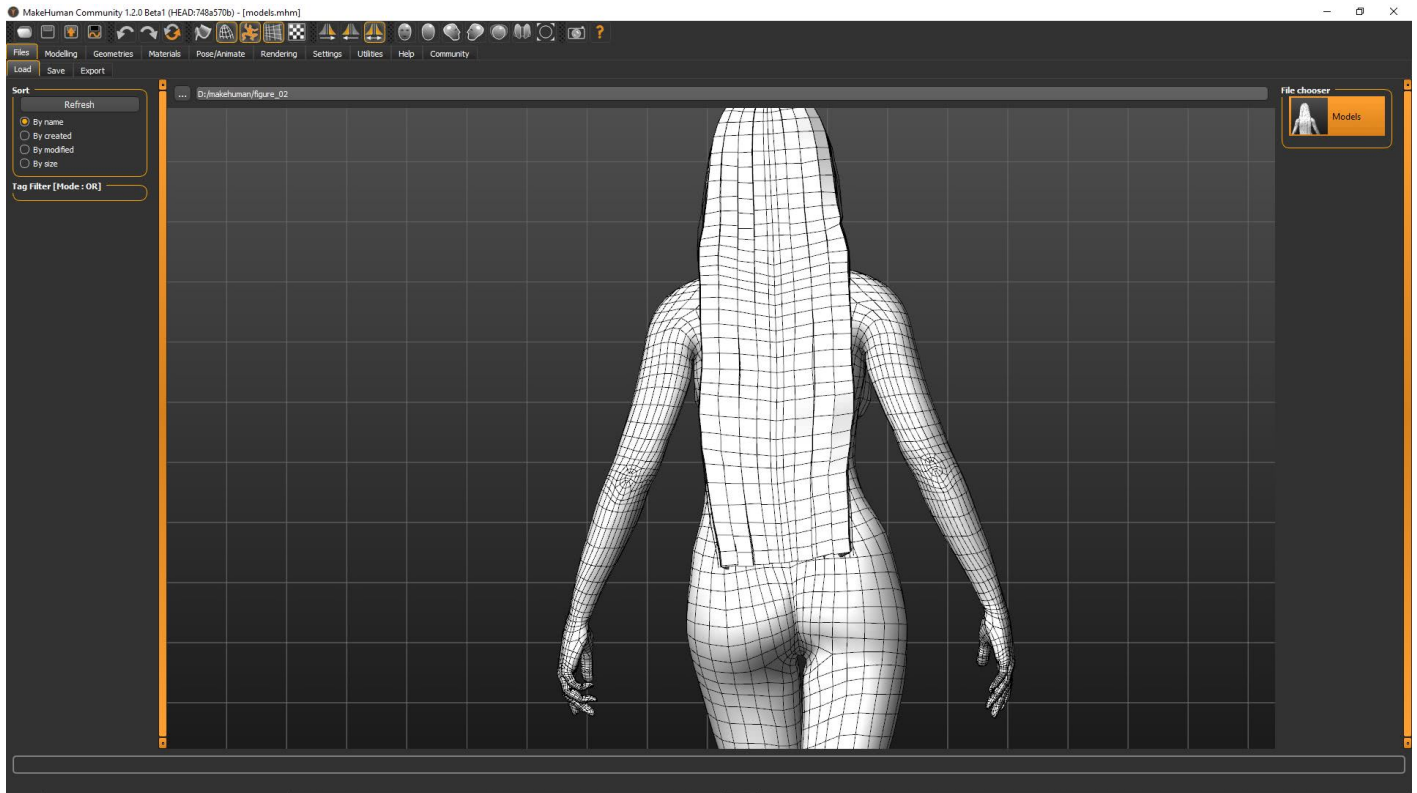 MakeHuman Community 1.2.0 Beta1 (HEAD:748a570b) - [models.mhm]
Files Modelling Geometries Materials Pose/Animate Rendering Settings Utilities Help Community
Load Save Export
Sort
Refresh
By name
By created
By modified
By size
Tag Filter [Mode : OR]
... D:/makehuman/figure_02
File chooser
Models